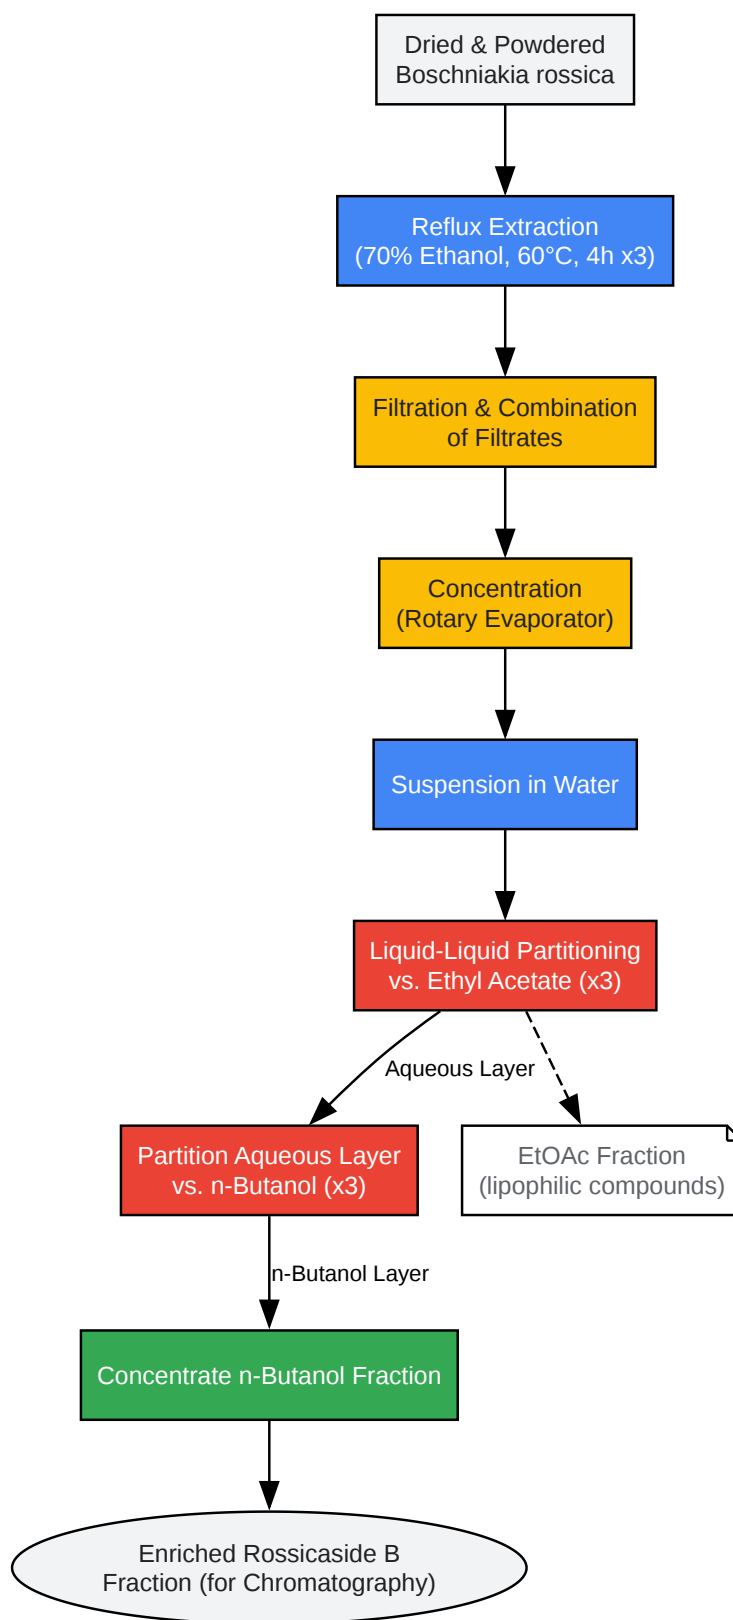 Dried & Powdered
Boschniakia rossica
Reflux Extraction
(70% Ethanol, 60°C, 4h x3)
Filtration & Combination
of Filtrates
Concentration
(Rotary Evaporator)
Suspension in Water
Liquid-Liquid Partitioning
vs. Ethyl Acetate (x3)
Aqueous Layer
Partition Aqueous Layer
vs. n-Butanol (x3)
EtOAc Fraction
(lipophilic compounds)
n-Butanol Layer
Concentrate n-Butanol Fraction
Enriched Rossicaside B
Fraction (for Chromatography)